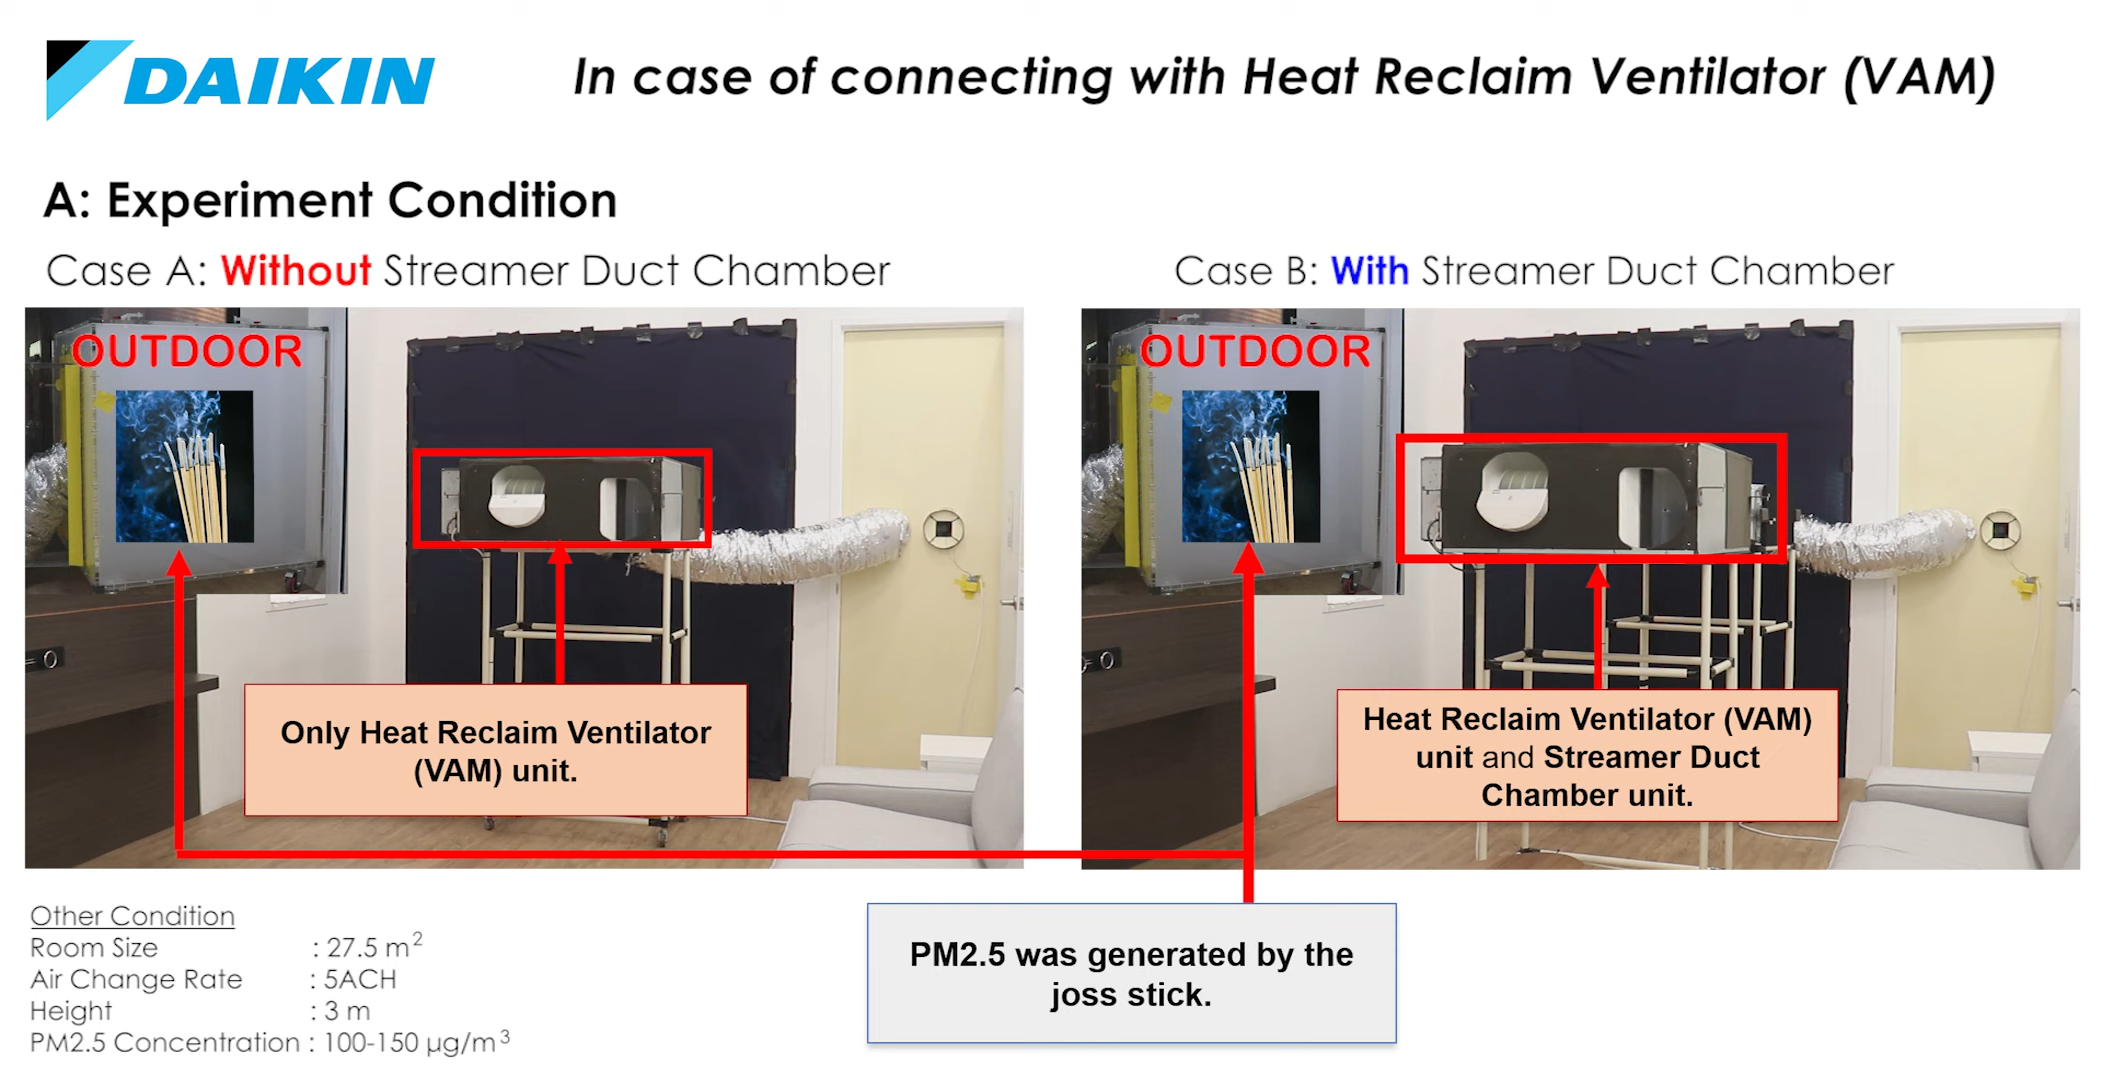 DAIKIN
In case of connecting with Heat Reclaim Ventilator (VAM)
A: Experiment Condition
Case A: Without Streamer Duct Chamber
Case B: With Streamer Duct Chamber
OUTDOOR
OUTDOOR
Only Heat Reclaim Ventilator
(VAM) unit.
Heat Reclaim Ventilator (VAM)
unit and Streamer Duct
Chamber unit.
Other Condition
Room Size : 27.5 m²
Air Change Rate : 5ACH
Height : 3 m
PM2.5 Concentration : 100-150 µg/m³
PM2.5 was generated by the
joss stick.